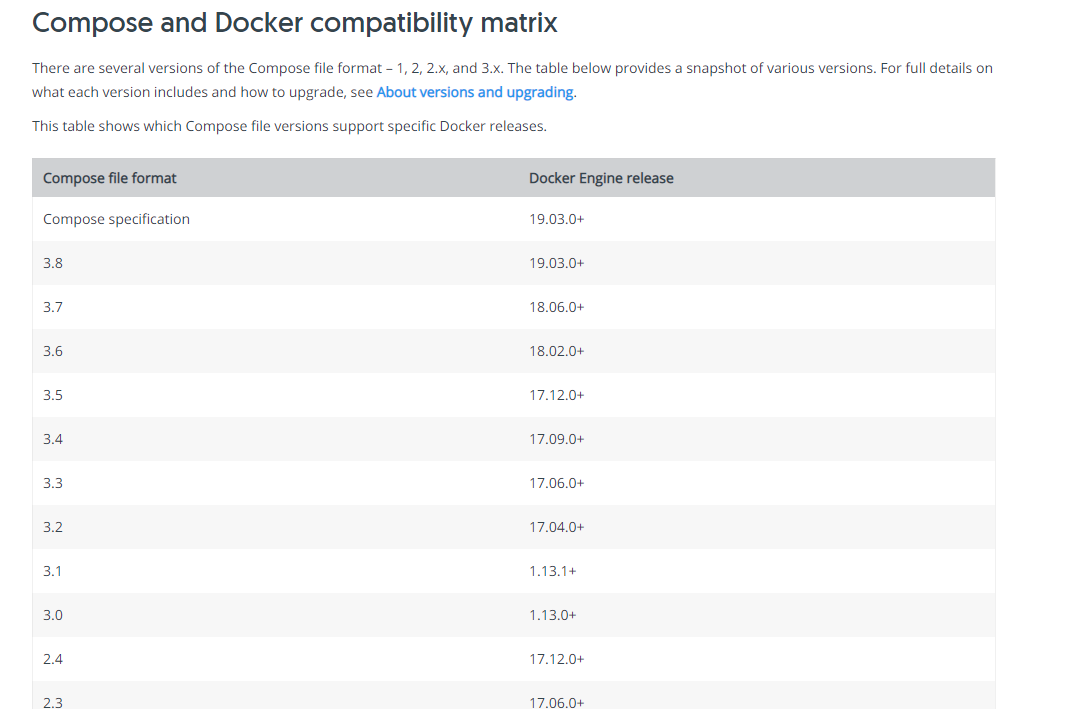 Compose and Docker compatibility matrix
There are several versions of the Compose file format – 1, 2, 2.x, and 3.x. The table below provides a snapshot of various versions. For full details on
what each version includes and how to upgrade, see About versions and upgrading.
This table shows which Compose file versions support specific Docker releases.
Compose file format Docker Engine release
Compose specification 19.03.0+
3.8 19.03.0+
3.7 18.06.0+
3.6 18.02.0+
3.5 17.12.0+
3.4 17.09.0+
3.3 17.06.0+
3.2 17.04.0+
3.1 1.13.1+
3.0 1.13.0+
2.4 17.12.0+
2.3 17.06.0+